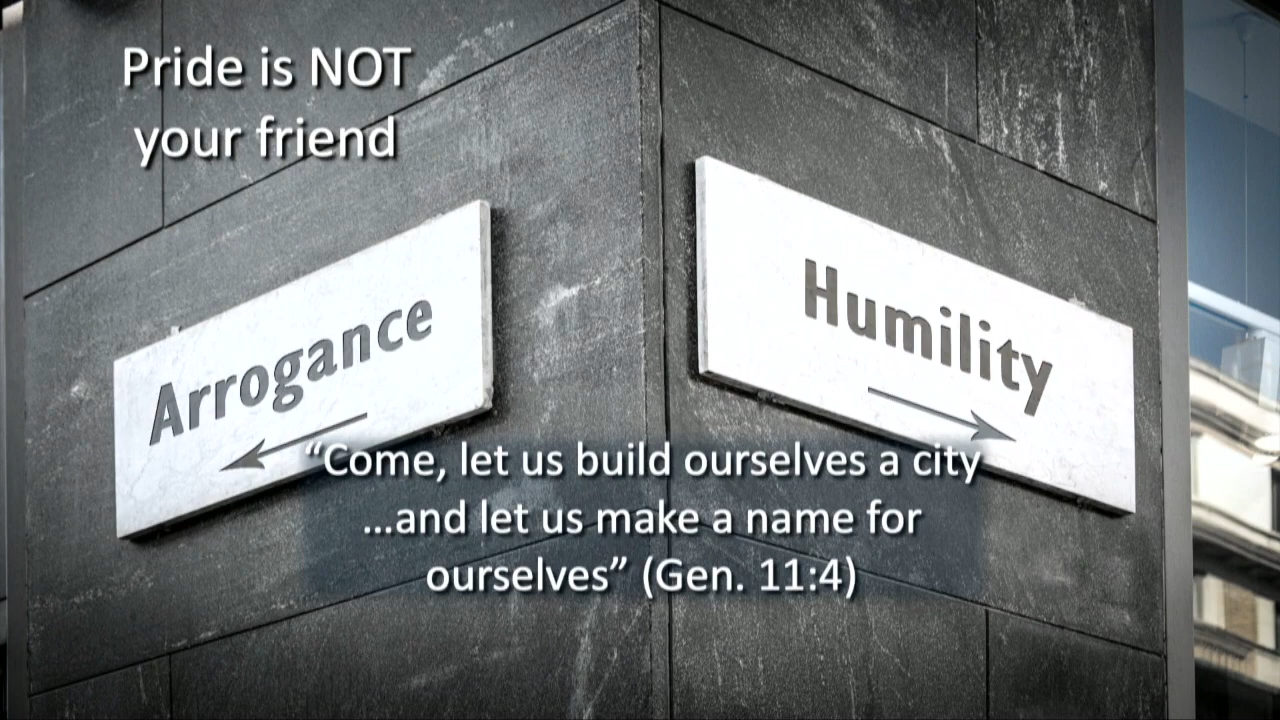 Pride is NOT
your friend
Arrogance
Humility
“Come, let us build ourselves a city
…and let us make a name for
ourselves” (Gen. 11:4)